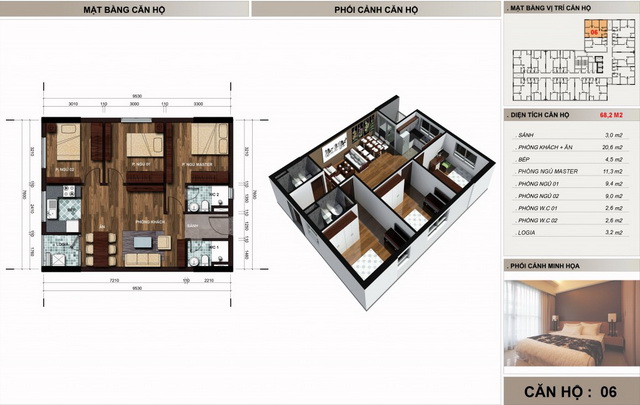 MẶT BẰNG CĂN HỘ
PHỐI CẢNH CĂN HỘ
. MẶT BẰNG VỊ TRÍ CĂN HỘ
06
9530
3010 150 3010 150 3300
3210
7600
2410
P. NGỦ 02
P. NGỦ 01
P. NGỦ MASTER
WC 2
PHÒNG KHÁCH
SẢNH
LOGIA
WC 1
7210 2210
9530
. DIỆN TÍCH CĂN HỘ 68,2 M2
. SẢNH 3,0 m2
. PHÒNG KHÁCH + ĂN 20,6 m2
. BẾP 4,5 m2
. PHÒNG NGỦ MASTER 11,3 m2
. PHÒNG NGỦ 01 9,4 m2
. PHÒNG NGỦ 02 9,0 m2
. PHÒNG W.C 01 2,6 m2
. PHÒNG W.C 02 2,6 m2
. LOGIA 3,2 m2
. PHỐI CẢNH MINH HỌA
CĂN HỘ : 06